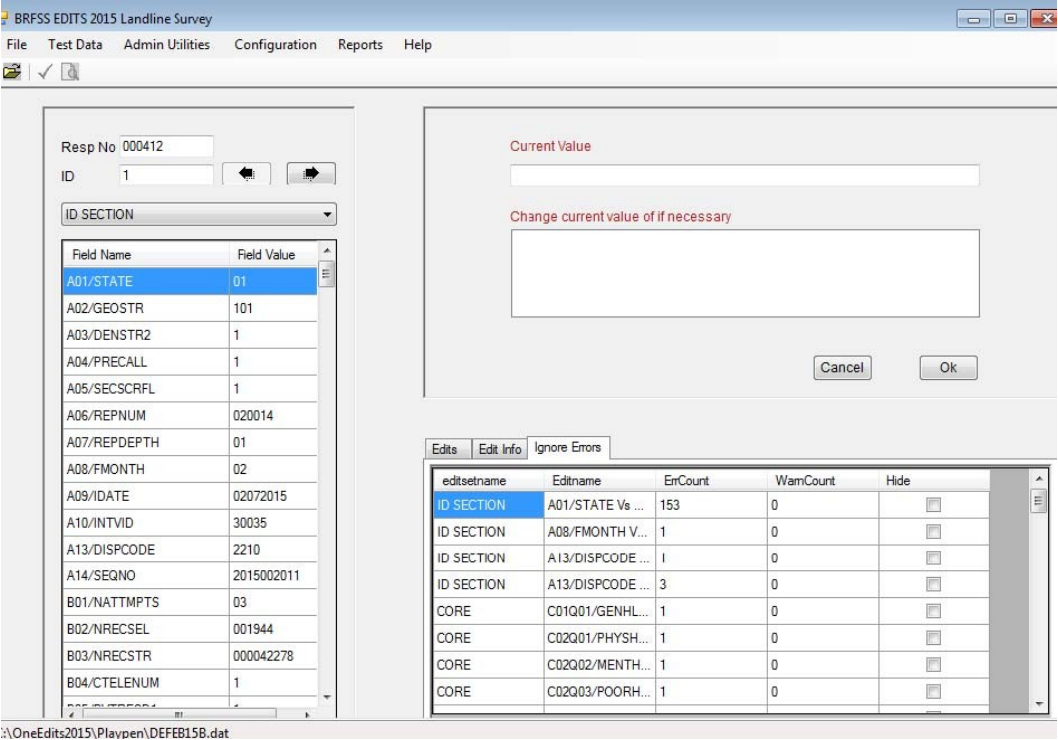 BRFSS EDITS 2015 Landline Survey
File Test Data Admin Utilities Configuration Reports Help
Resp No 000412
ID 1
ID SECTION
Field Name Field Value
A01/STATE 01
A02/GEOSTR 101
A03/DENSTR2 1
A04/PRECALL 1
A05/SECSCRFL 1
A06/REPNUM 020014
A07/REPDEPTH 01
A08/FMONTH 02
A09/IDATE 02072015
A10/INTVID 30035
A13/DISPCODE 2210
A14/SEQNO 2015002011
B01/NATTMPTS 03
B02/NRECSEL 001944
B03/NRECSTR 000042278
B04/CTELENUM 1
Current Value
Change current value of if necessary
Cancel Ok
Edits Edit Info Ignore Errors
editsetname Editname ErrCount WarnCount Hide
ID SECTION A01/STATE Vs ... 153 0
ID SECTION A08/FMONTH V... 1 0
ID SECTION A13/DISPCODE ... 1 0
ID SECTION A13/DISPCODE ... 3 0
CORE C01Q01/GENHL... 1 0
CORE C02Q01/PHYSH... 1 0
CORE C02Q02/MENTH... 1 0
CORE C02Q03/POORH... 1 0
:\OneEdits2015\Playpen\DEFEB15B.dat